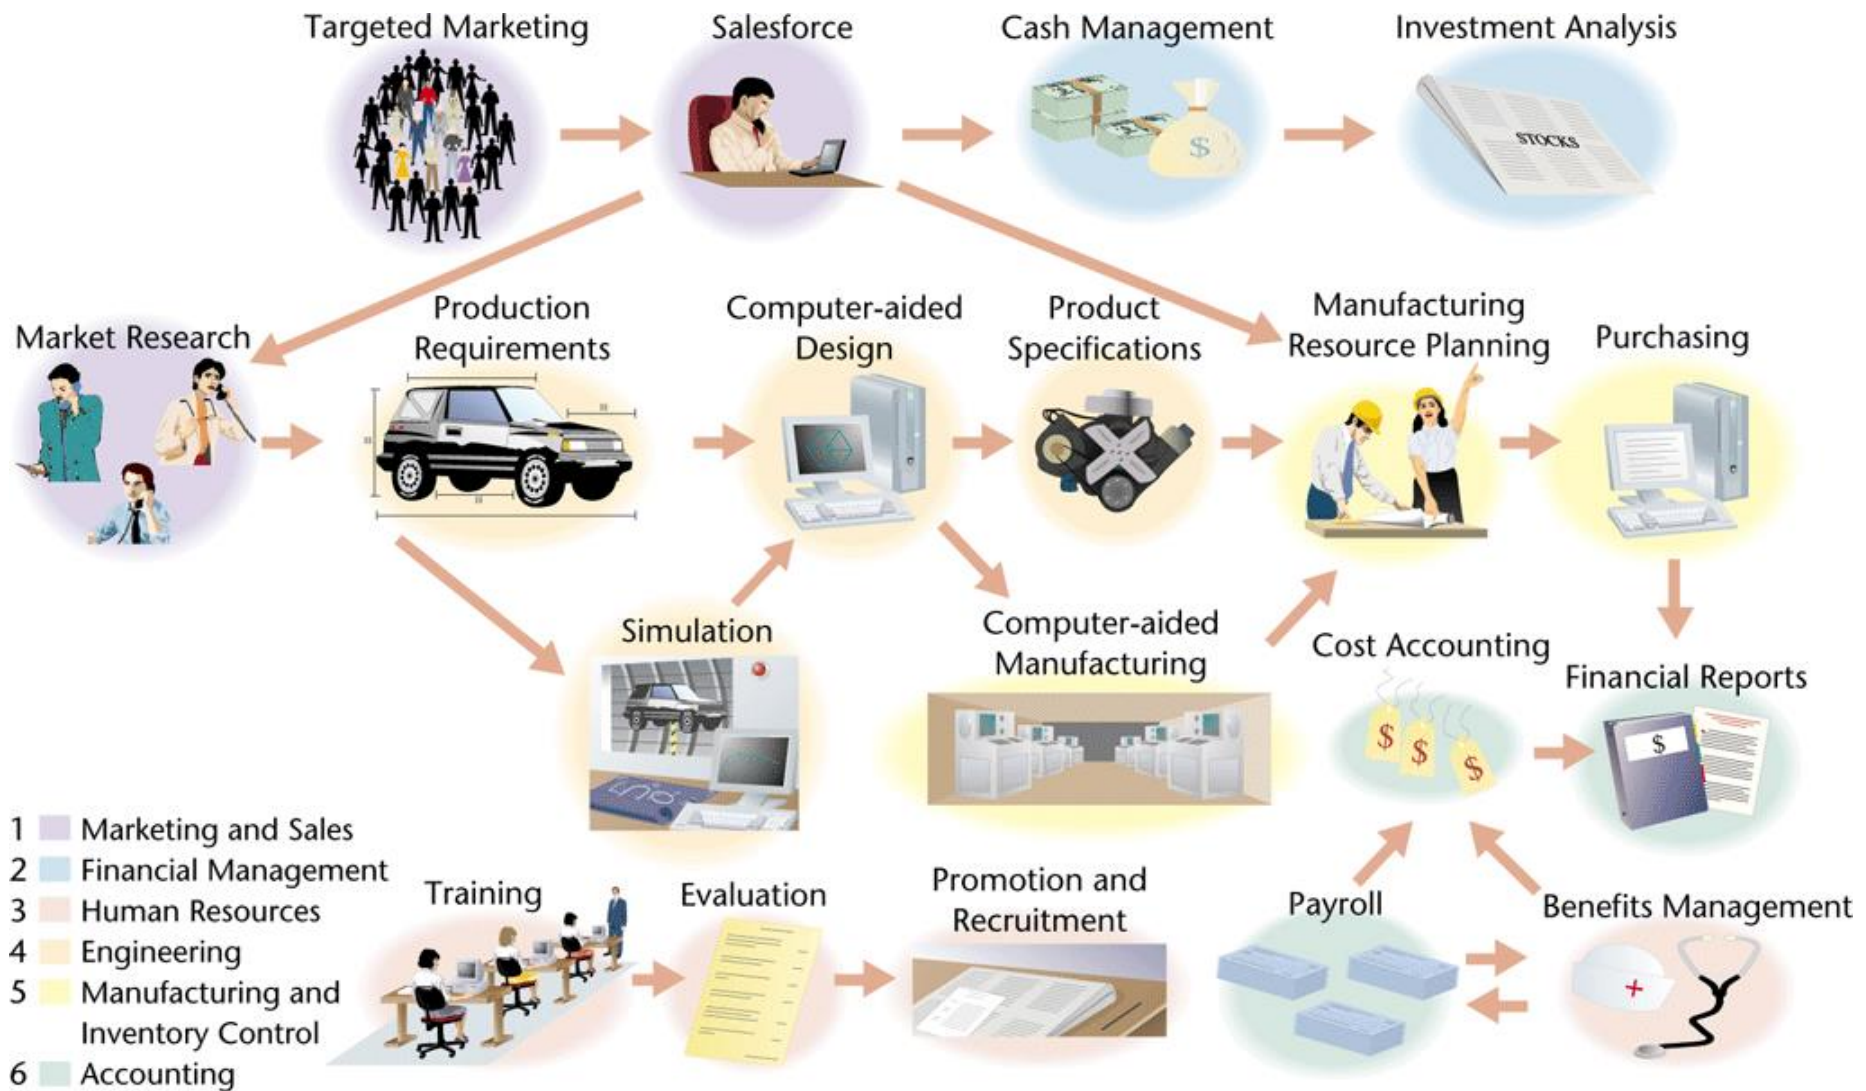 Targeted Marketing
Salesforce
Cash Management
Investment Analysis
$
STOCKS
Market Research
Production
Requirements
Computer-aided
Design
Product
Specifications
Manufacturing
Resource Planning
Purchasing
Simulation
Computer-aided
Manufacturing
Cost Accounting
Financial Reports
$
$
$
$
1 Marketing and Sales
2 Financial Management
3 Human Resources
4 Engineering
5 Manufacturing and
Inventory Control
6 Accounting
Training
Evaluation
Promotion and
Recruitment
Payroll
Benefits Management